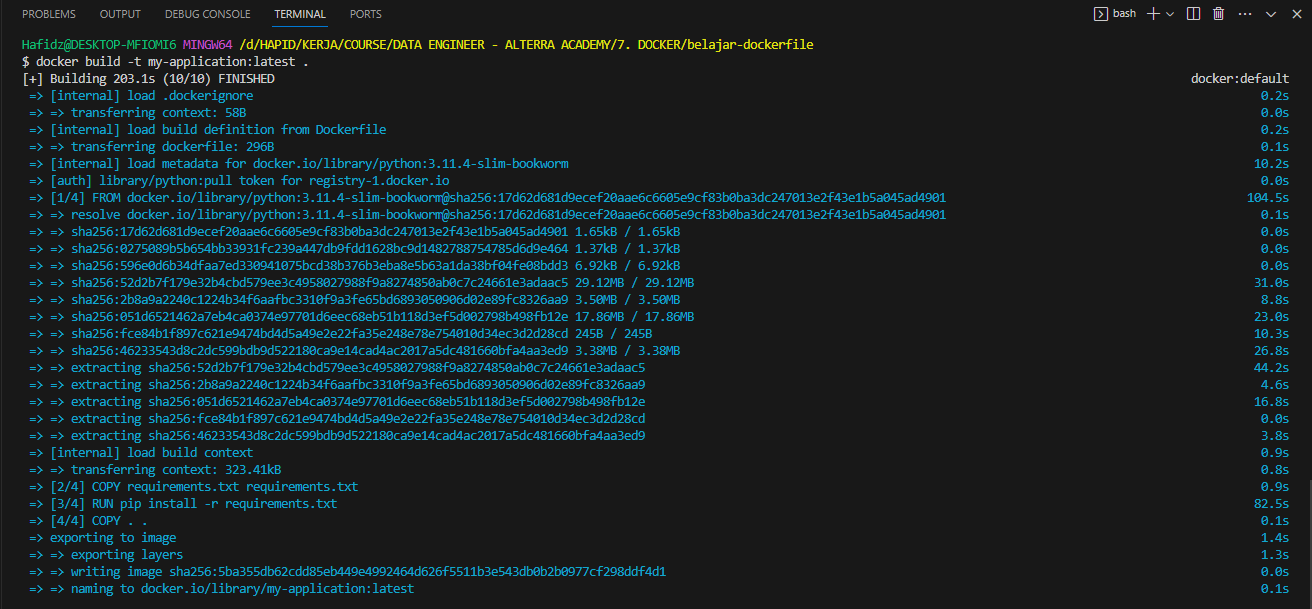 PROBLEMS OUTPUT DEBUG CONSOLE TERMINAL PORTS bash
Hafidz@DESKTOP-MFIOMI6 MINGW64 /d/HAPID/KERJA/COURSE/DATA ENGINEER - ALTERRA ACADEMY/7. DOCKER/belajar-dockerfile
$ docker build -t my-application:latest .
[+] Building 203.1s (10/10) FINISHED docker:default
=> [internal] load .dockerignore 0.2s
=> => transferring context: 58B 0.0s
=> [internal] load build definition from Dockerfile 0.2s
=> => transferring dockerfile: 296B 0.1s
=> [internal] load metadata for docker.io/library/python:3.11.4-slim-bookworm 10.2s
=> [auth] library/python:pull token for registry-1.docker.io 0.0s
=> [1/4] FROM docker.io/library/python:3.11.4-slim-bookworm@sha256:17d62d681d9ecef20aae6c6605e9cf83b0ba3dc247013e2f43e1b5a045ad4901 104.5s
=> => resolve docker.io/library/python:3.11.4-slim-bookworm@sha256:17d62d681d9ecef20aae6c6605e9cf83b0ba3dc247013e2f43e1b5a045ad4901 0.1s
=> => sha256:17d62d681d9ecef20aae6c6605e9cf83b0ba3dc247013e2f43e1b5a045ad4901 1.65kB / 1.65kB 0.0s
=> => sha256:0275089b5b654bb33931fc239a447db9fdd1628bc9d1482788754785d6d9e464 1.37kB / 1.37kB 0.0s
=> => sha256:596e0d6b34dfaa7ed330941075bcd38b376b3eba8e5b63a1da38bf04fe08bdd3 6.92kB / 6.92kB 0.0s
=> => sha256:52d2b7f179e32b4cbd579ee3c4958027988f9a8274850ab0c7c24661e3adaac5 29.12MB / 29.12MB 31.0s
=> => sha256:2b8a9a2240c1224b34f6aafbc3310f9a3fe65bd6893050906d02e89fc8326aa9 3.50MB / 3.50MB 8.8s
=> => sha256:051d6521462a7eb4ca0374e97701d6eec68eb51b118d3ef5d002798b498fb12e 17.86MB / 17.86MB 23.0s
=> => sha256:fce84b1f897c621e9474bd4d5a49e2e22fa35e248e78e754010d34ec3d2d28cd 245B / 245B 10.3s
=> => sha256:46233543d8c2dc599bdb9d522180ca9e14cad4ac2017a5dc481660bfa4aa3ed9 3.38MB / 3.38MB 26.8s
=> => extracting sha256:52d2b7f179e32b4cbd579ee3c4958027988f9a8274850ab0c7c24661e3adaac5 44.2s
=> => extracting sha256:2b8a9a2240c1224b34f6aafbc3310f9a3fe65bd6893050906d02e89fc8326aa9 4.6s
=> => extracting sha256:051d6521462a7eb4ca0374e97701d6eec68eb51b118d3ef5d002798b498fb12e 16.8s
=> => extracting sha256:fce84b1f897c621e9474bd4d5a49e2e22fa35e248e78e754010d34ec3d2d28cd 0.0s
=> => extracting sha256:46233543d8c2dc599bdb9d522180ca9e14cad4ac2017a5dc481660bfa4aa3ed9 3.8s
=> [internal] load build context 0.9s
=> => transferring context: 323.41kB 0.8s
=> [2/4] COPY requirements.txt requirements.txt 0.9s
=> [3/4] RUN pip install -r requirements.txt 82.5s
=> [4/4] COPY . . 0.1s
=> exporting to image 1.4s
=> => exporting layers 1.3s
=> => writing image sha256:5ba355db62cdd85eb449e4992464d626f5511b3e543db0b2b0977cf298ddf4d1 0.0s
=> => naming to docker.io/library/my-application:latest 0.1s